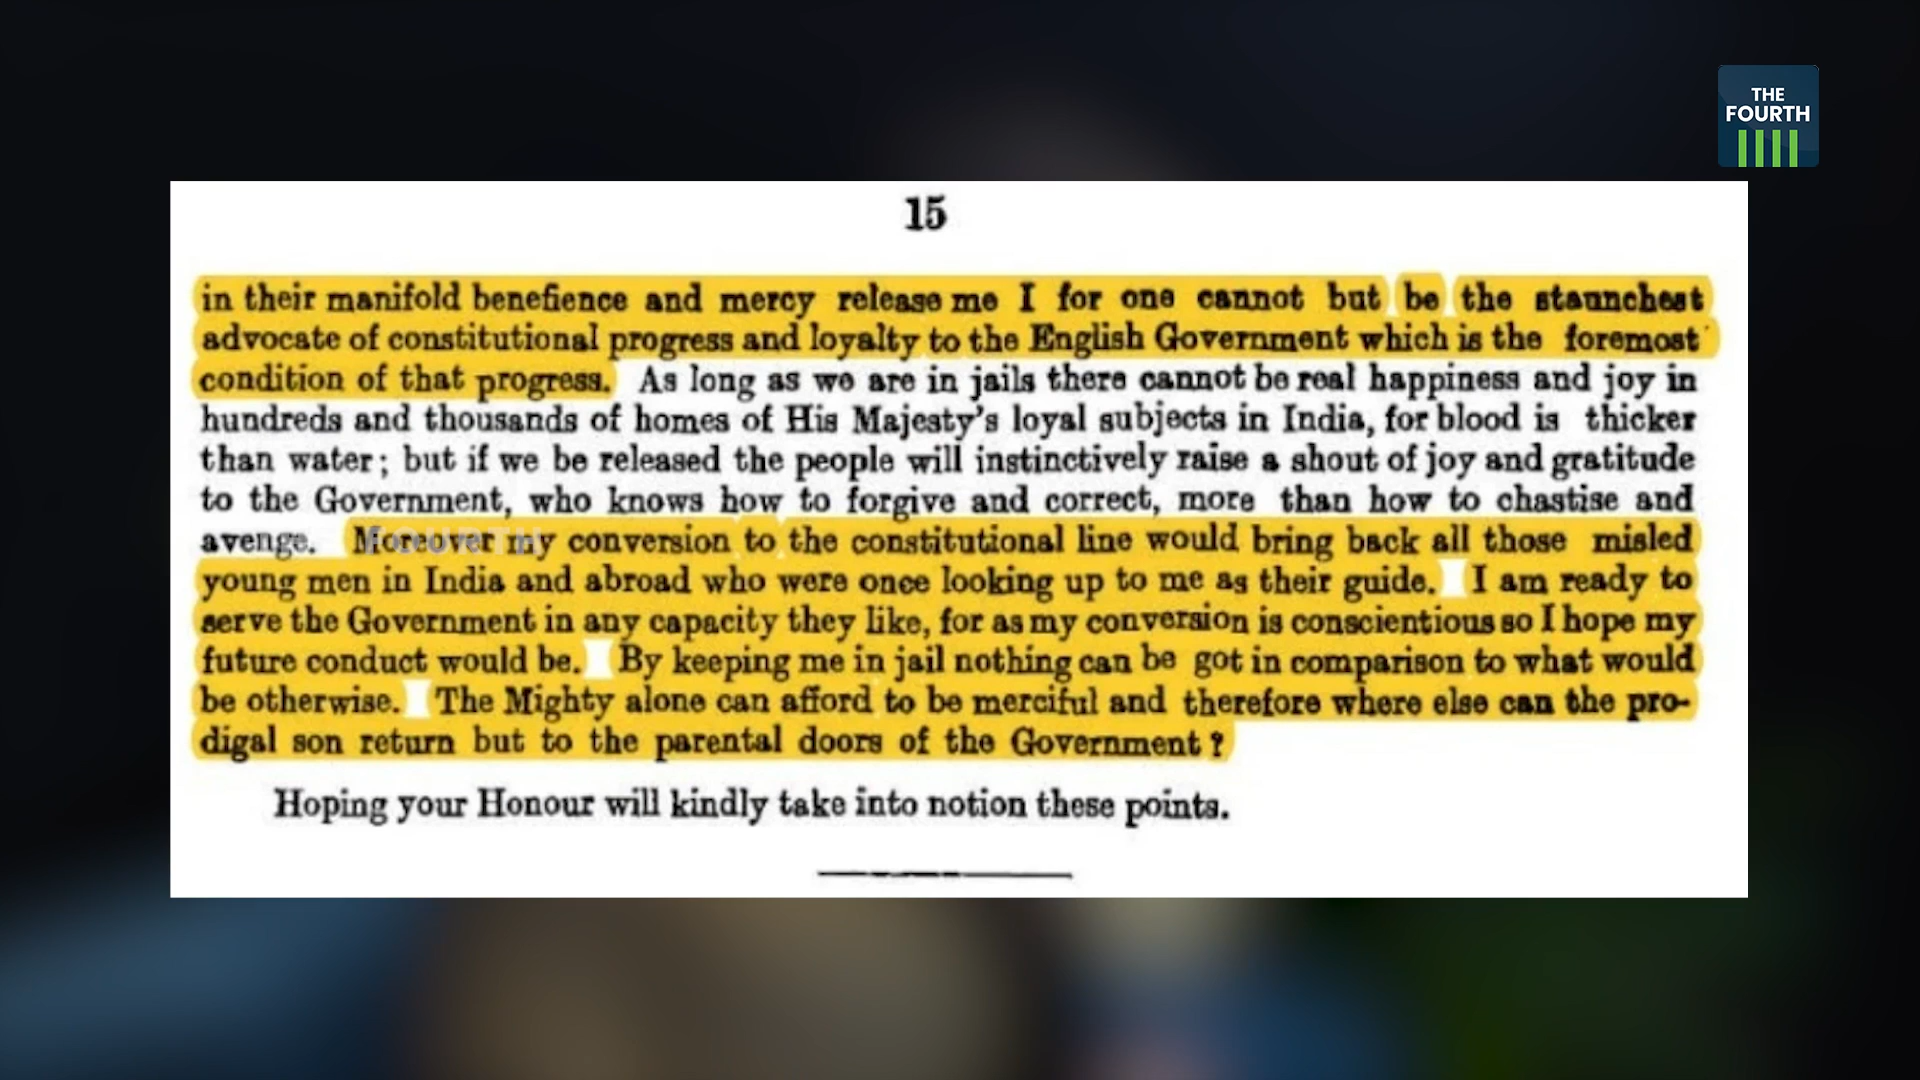 THE
FOURTH
15
in their manifold benefience and mercy release me I for one cannot but be the staunchest
advocate of constitutional progress and loyalty to the English Government which is the foremost
condition of that progress. As long as we are in jails there cannot be real happiness and joy in
hundreds and thousands of homes of His Majesty's loyal subjects in India, for blood is thicker
than water; but if we be released the people will instinctively raise a shout of joy and gratitude
to the Government, who knows how to forgive and correct, more than how to chastise and
avenge. Moreover my conversion to the constitutional line would bring back all those misled
FOURTH
young men in India and abroad who were once looking up to me as their guide. I am ready to
serve the Government in any capacity they like, for as my conversion is conscientious so I hope my
future conduct would be. By keeping me in jail nothing can be got in comparison to what would
be otherwise. The Mighty alone can afford to be merciful and therefore where else can the pro-
digal son return but to the parental doors of the Government?
Hoping your Honour will kindly take into notion these points.